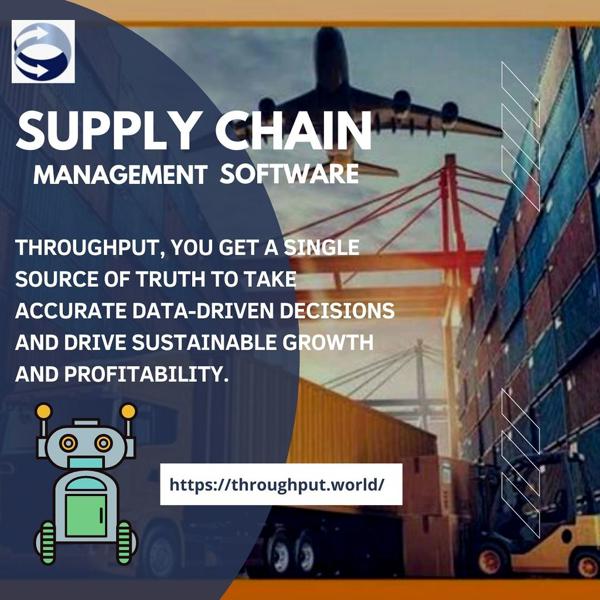 SUPPLY CHAIN
MANAGEMENT SOFTWARE
THROUGHPUT, YOU GET A SINGLE
SOURCE OF TRUTH TO TAKE
ACCURATE DATA-DRIVEN DECISIONS
AND DRIVE SUSTAINABLE GROWTH
AND PROFITABILITY.
https://throughput.world/